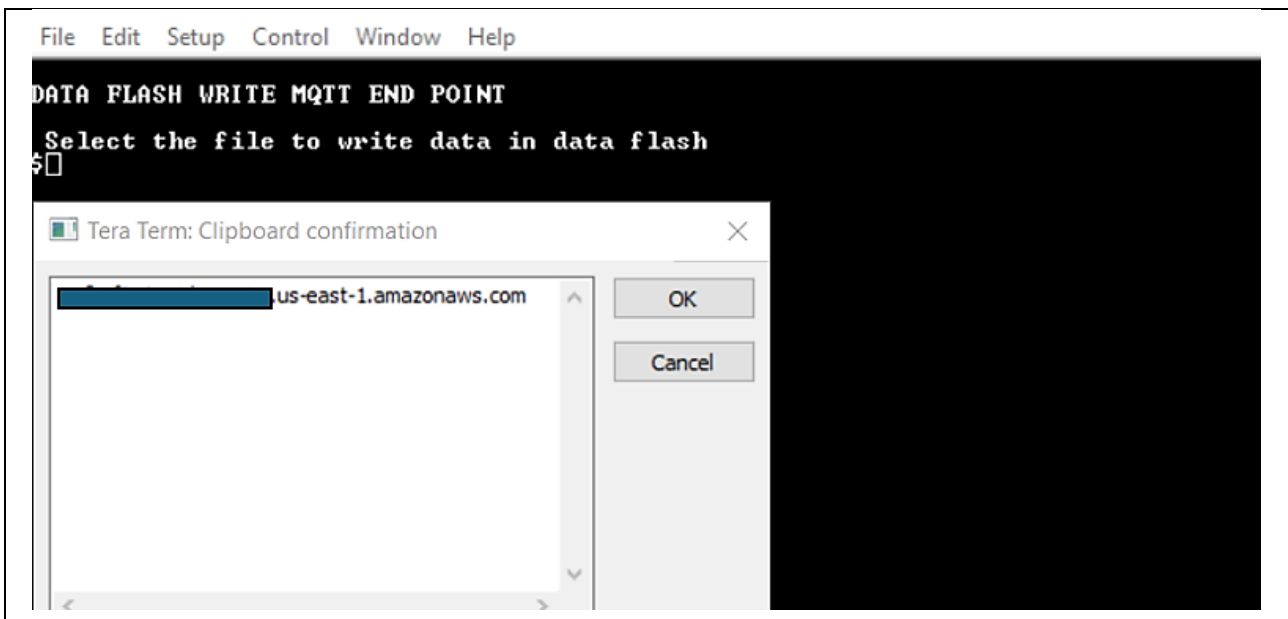 File Edit Setup Control Window Help
DATA FLASH WRITE MQTT END POINT
Select the file to write data in data flash
$
Tera Term: Clipboard confirmation
.us-east-1.amazonaws.com
OK
Cancel